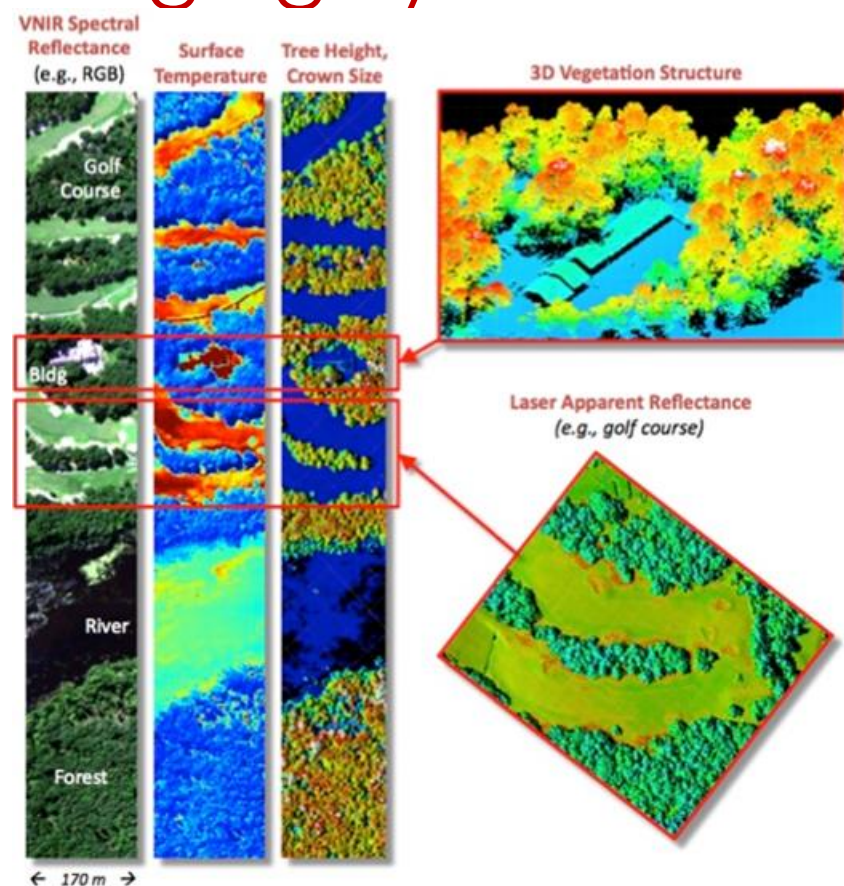 VNIR Spectral
Reflectance
(e.g., RGB)
Surface
Temperature
Tree Height,
Crown Size
3D Vegetation Structure
Golf
Course
Bldg
Laser Apparent Reflectance
(e.g., golf course)
River
Forest
← 170 m →